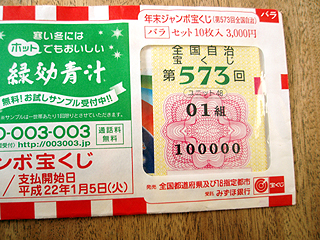 寒い冬には
ホットでもおいしい
緑効青汁
無料!お試しサンプル受付中!!
0-003-003
通話料
無料
http://003003.jp
ンボ宝くじ
支払開始日
平成22年1月5日(火)
年末ジャンボ宝くじ(第573回全国自治)
バラ
バラ セット10枚入 3,000円
全国自治
宝くじ
第573回
ユニット48
01組
100000
発売 全国都道府県及び18指定都市
受託 みずほ銀行
宝くじ